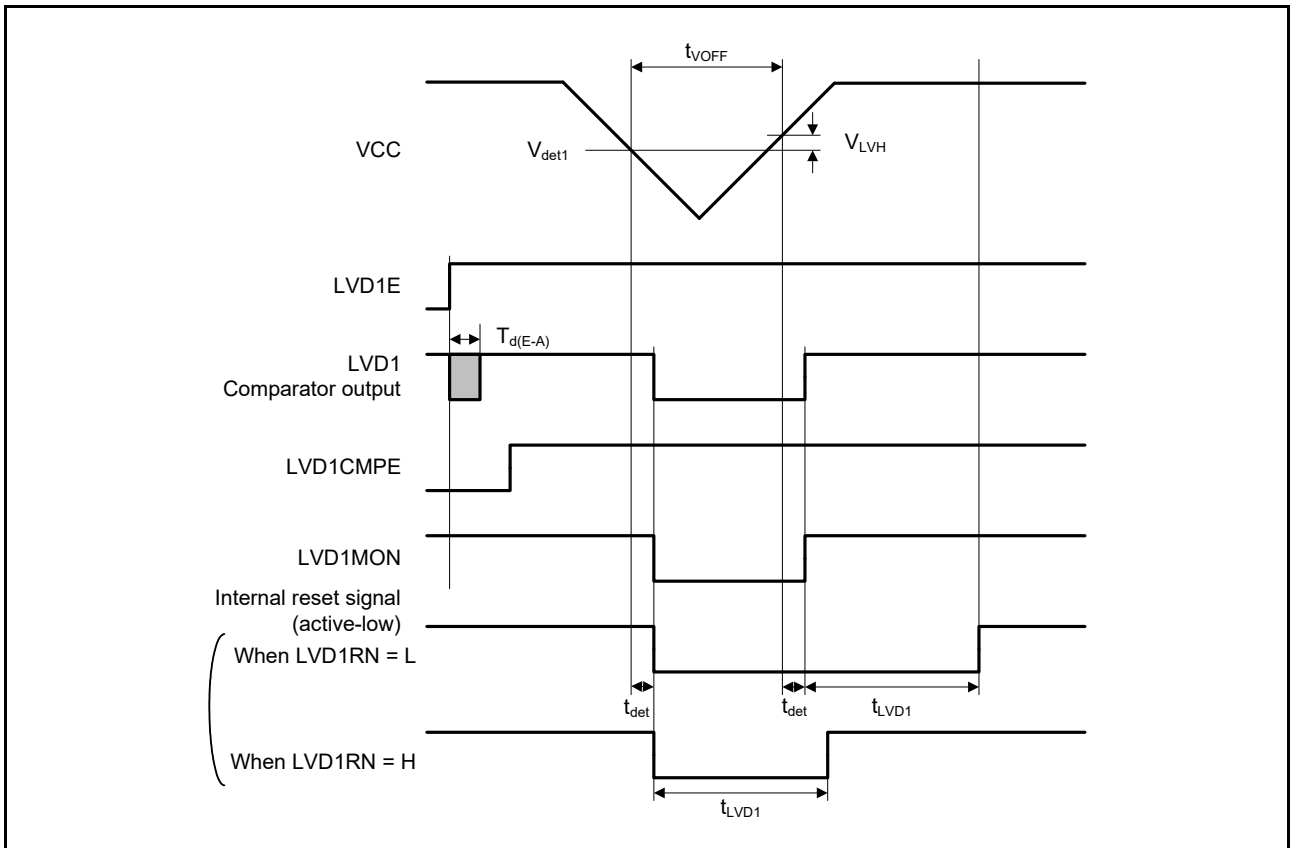 tVOFF
VCC
Vdet1
VLVH
LVD1E
Td(E-A)
LVD1
Comparator output
LVD1CMPE
LVD1MON
Internal reset signal
(active-low)
When LVD1RN = L
tdet
tdet
tLVD1
When LVD1RN = H
tLVD1